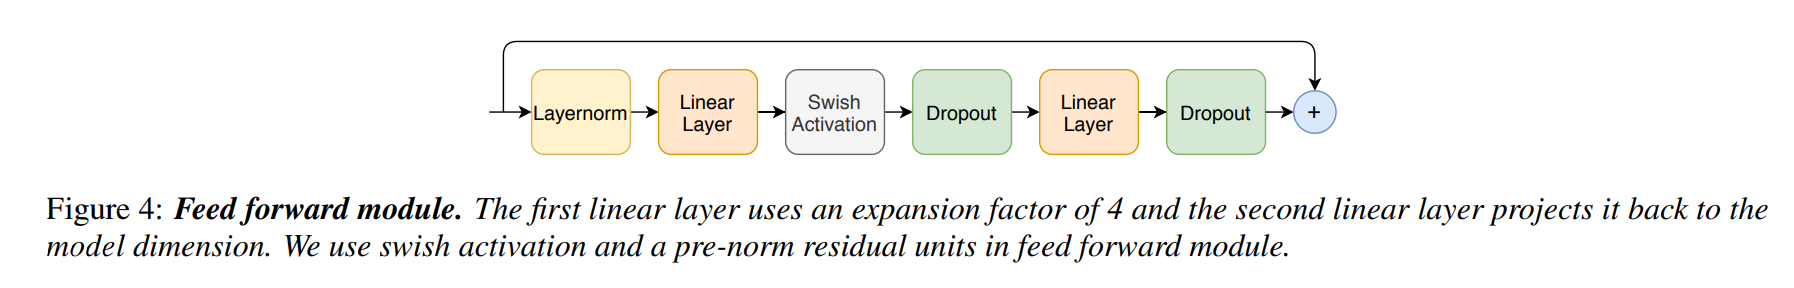 Layernorm
Linear
Layer
Swish
Activation
Dropout
Linear
Layer
Dropout
+
Figure 4: Feed forward module. The first linear layer uses an expansion factor of 4 and the second linear layer projects it back to the
model dimension. We use swish activation and a pre-norm residual units in feed forward module.